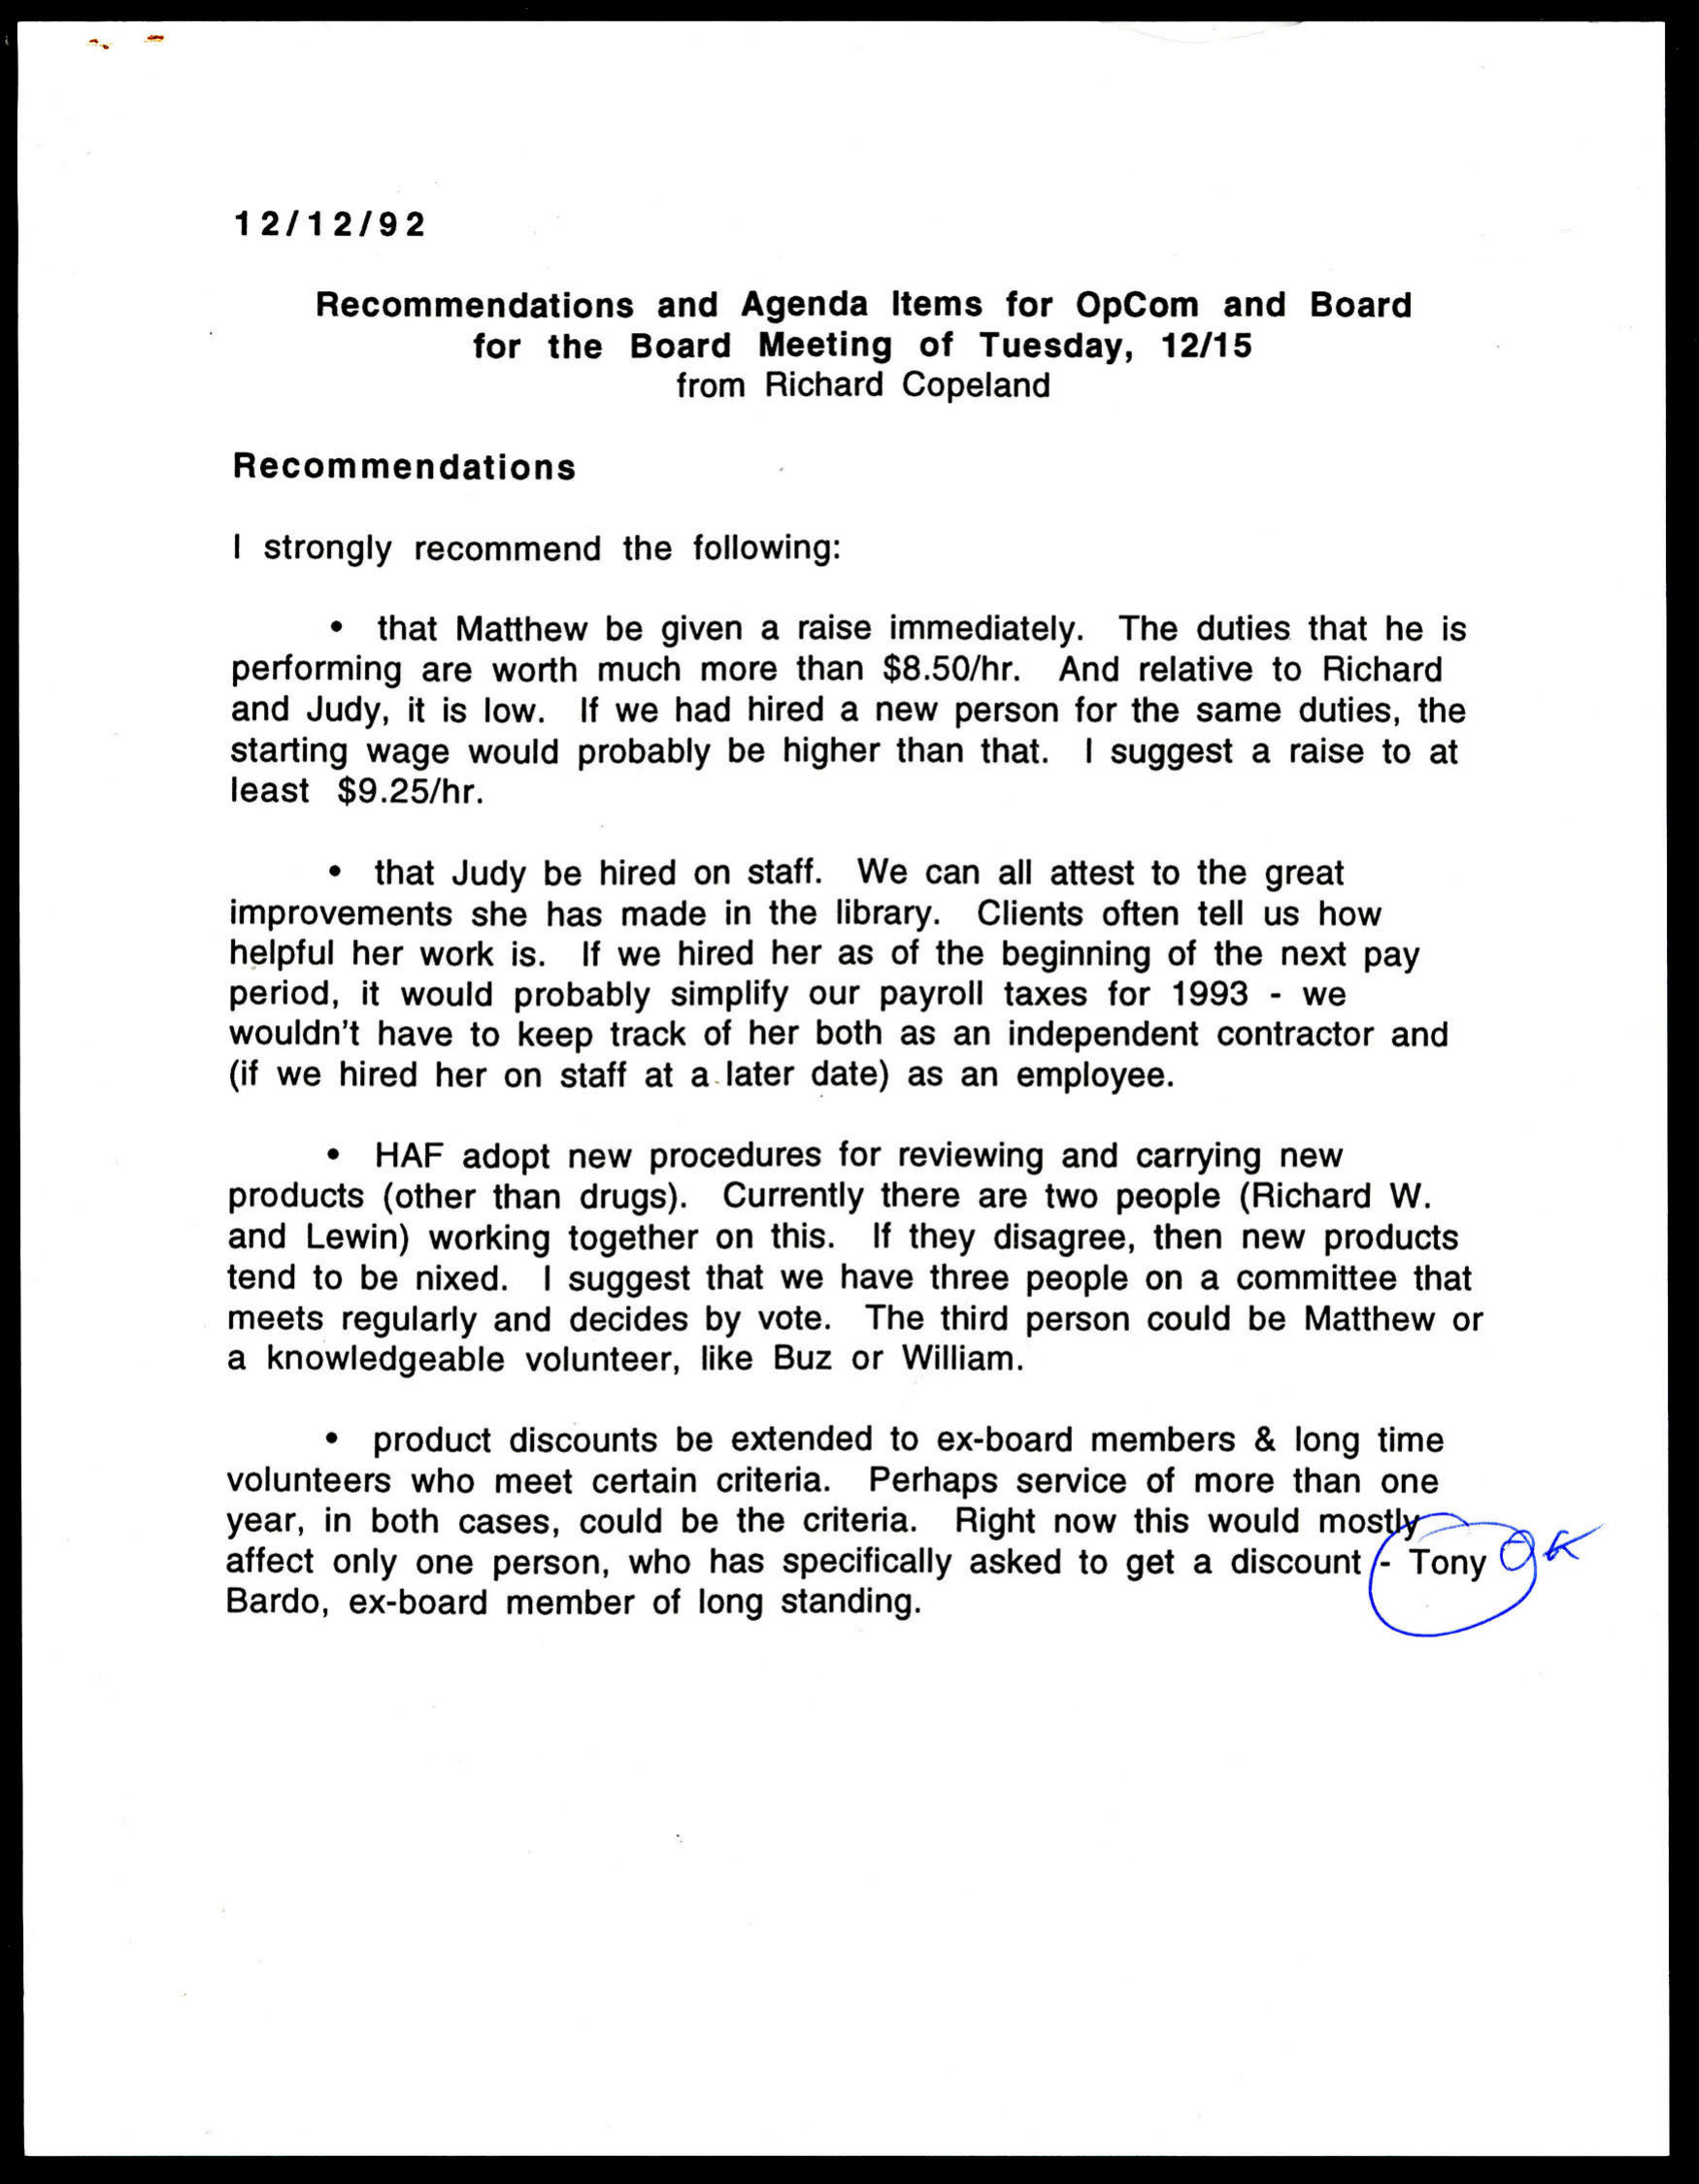 12/12/92
Recommendations and Agenda Items for OpCom and Board
for the Board Meeting of Tuesday, 12/15
from Richard Copeland
Recommendations
I strongly recommend the following:
• that Matthew be given a raise immediately. The duties that he is
performing are worth much more than $8.50/hr. And relative to Richard
and Judy, it is low. If we had hired a new person for the same duties, the
starting wage would probably be higher than that. I suggest a raise to at
least $9.25/hr.
• that Judy be hired on staff. We can all attest to the great
improvements she has made in the library. Clients often tell us how
helpful her work is. If we hired her as of the beginning of the next pay
period, it would probably simplify our payroll taxes for 1993 - we
wouldn't have to keep track of her both as an independent contractor and
(if we hired her on staff at a later date) as an employee.
• HAF adopt new procedures for reviewing and carrying new
products (other than drugs). Currently there are two people (Richard W.
and Lewin) working together on this. If they disagree, then new products
tend to be nixed. I suggest that we have three people on a committee that
meets regularly and decides by vote. The third person could be Matthew or
a knowledgeable volunteer, like Buz or William.
• product discounts be extended to ex-board members & long time
volunteers who meet certain criteria. Perhaps service of more than one
year, in both cases, could be the criteria. Right now this would mostly
affect only one person, who has specifically asked to get a discount - Tony OK
Bardo, ex-board member of long standing.